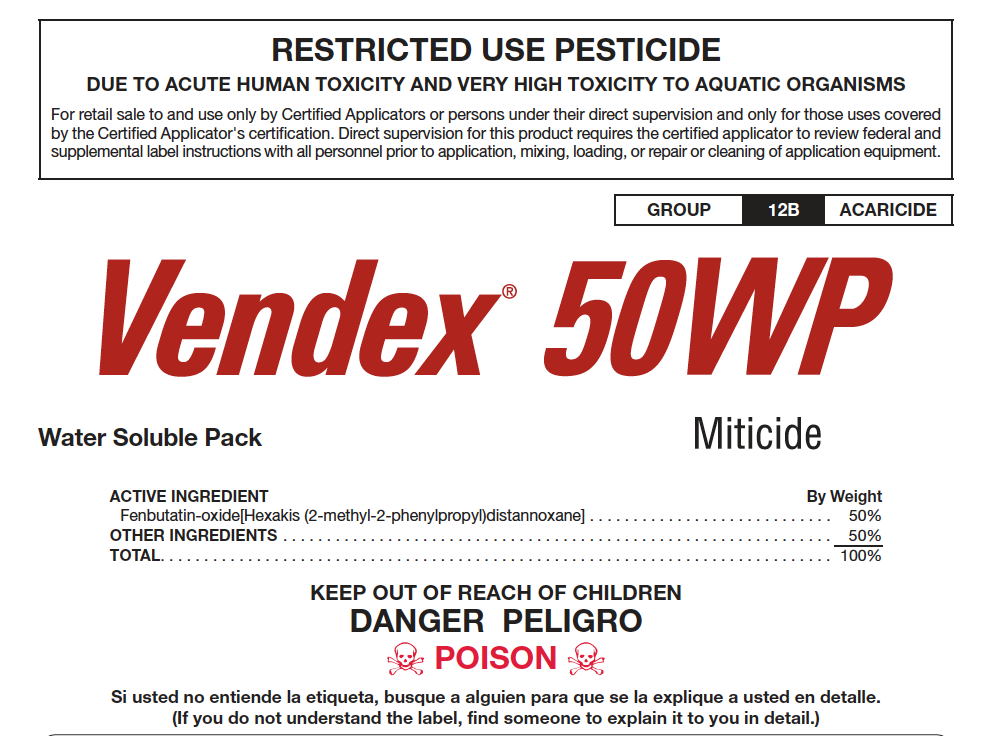 RESTRICTED USE PESTICIDE
DUE TO ACUTE HUMAN TOXICITY AND VERY HIGH TOXICITY TO AQUATIC ORGANISMS
For retail sale to and use only by Certified Applicators or persons under their direct supervision and only for those uses covered
by the Certified Applicator's certification. Direct supervision for this product requires the certified applicator to review federal and
supplemental label instructions with all personnel prior to application, mixing, loading, or repair or cleaning of application equipment.
GROUP 12B ACARICIDE
Vendex® 50WP
Water Soluble Pack Miticide
ACTIVE INGREDIENT By Weight
Fenbutatin-oxide[Hexakis (2-methyl-2-phenylpropyl)distannoxane] . . . . . . . . . . . . . . . . . . . . . . . . . . . . 50%
OTHER INGREDIENTS . . . . . . . . . . . . . . . . . . . . . . . . . . . . . . . . . . . . . . . . . . . . . . . . . . . . . . . . . . . . . . . 50%
TOTAL. . . . . . . . . . . . . . . . . . . . . . . . . . . . . . . . . . . . . . . . . . . . . . . . . . . . . . . . . . . . . . . . . . . . . . . . . . . . . 100%
KEEP OUT OF REACH OF CHILDREN
DANGER PELIGRO
POISON
Si usted no entiende la etiqueta, busque a alguien para que se la explique a usted en detalle.
(If you do not understand the label, find someone to explain it to you in detail.)